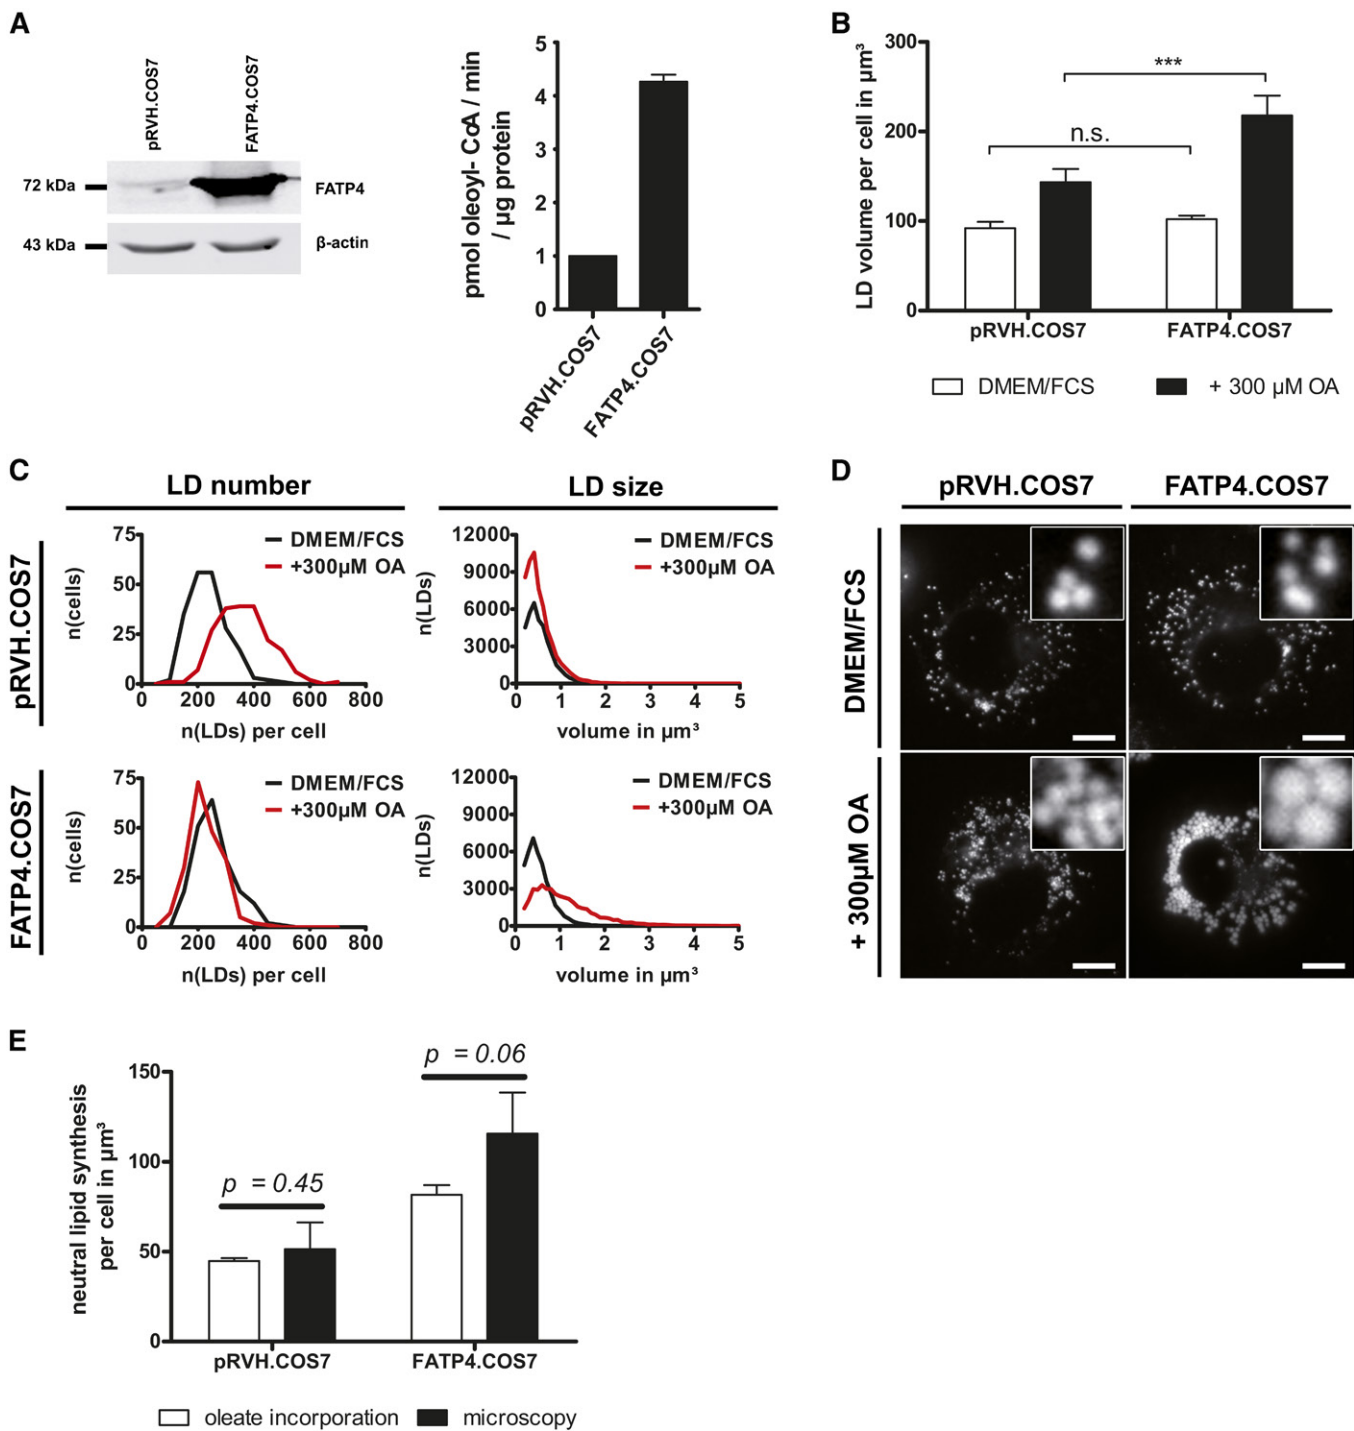 A
pRVH.COS7
FATP4.COS7
72 kDa
FATP4
43 kDa
β-actin
pmol oleoyl- CoA / min
/ µg protein
5
4
3
2
1
0
pRVH.COS7
FATP4.COS7
B
LD volume per cell in µm³
300
200
100
0
***
n.s.
pRVH.COS7
FATP4.COS7
DMEM/FCS
+ 300 µM OA
C
LD number
LD size
pRVH.COS7
n(cells)
75
50
25
0
DMEM/FCS
+300µM OA
0 200 400 600 800
n(LDs) per cell
n(LDs)
12000
9000
6000
3000
0
DMEM/FCS
+300µM OA
0 1 2 3 4 5
volume in µm³
FATP4.COS7
n(cells)
75
50
25
0
DMEM/FCS
+300µM OA
0 200 400 600 800
n(LDs) per cell
n(LDs)
12000
9000
6000
3000
0
DMEM/FCS
+300µM OA
0 1 2 3 4 5
volume in µm³
D
pRVH.COS7
FATP4.COS7
DMEM/FCS
+ 300µM OA
E
neutral lipid synthesis
per cell in µm³
150
100
50
0
p = 0.45
p = 0.06
pRVH.COS7
FATP4.COS7
oleate incorporation
microscopy